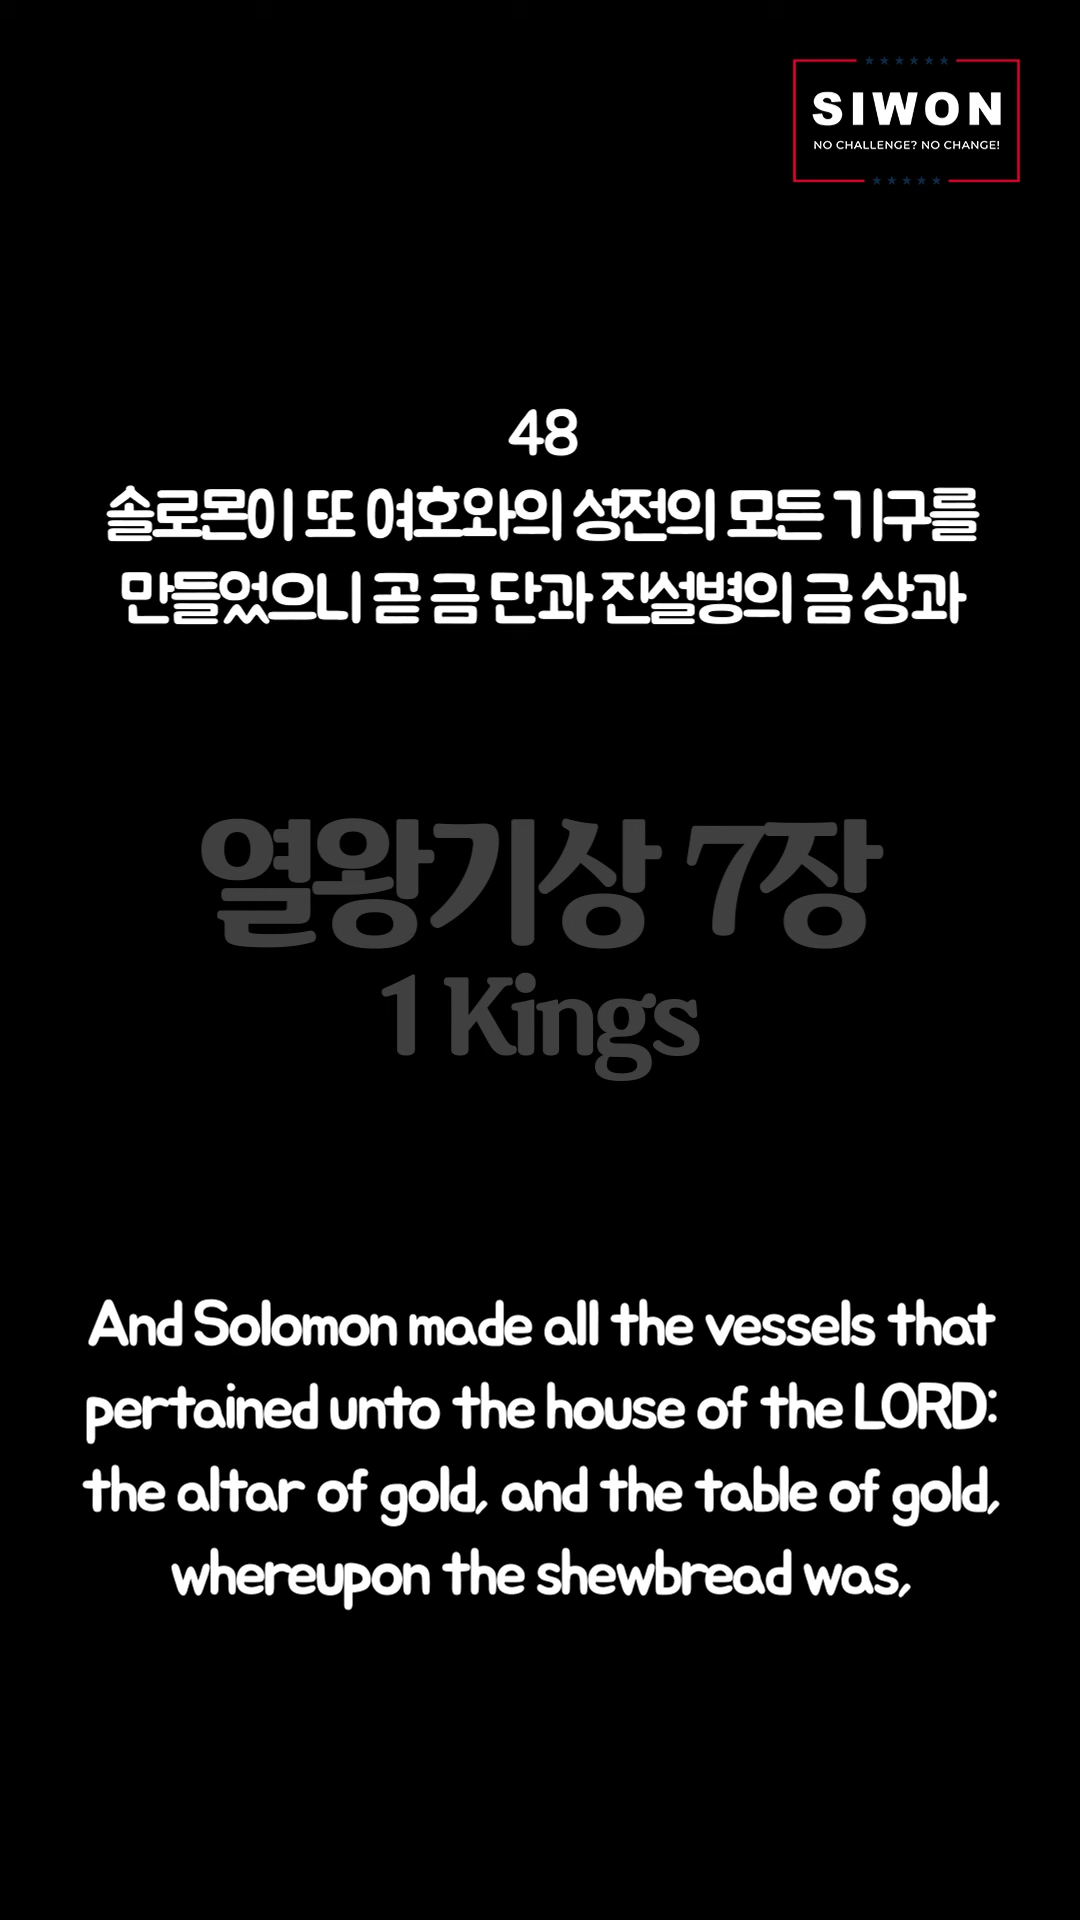 SIWON
NO CHALLENGE? NO CHANGE!
48
솔로몬이 또 여호와의 성전의 모든 기구를
만들었으니 곧 금 단과 진설병의 금 상과
열왕기상 7장
1 Kings
And Solomon made all the vessels that
pertained unto the house of the LORD:
the altar of gold, and the table of gold,
whereupon the shewbread was,